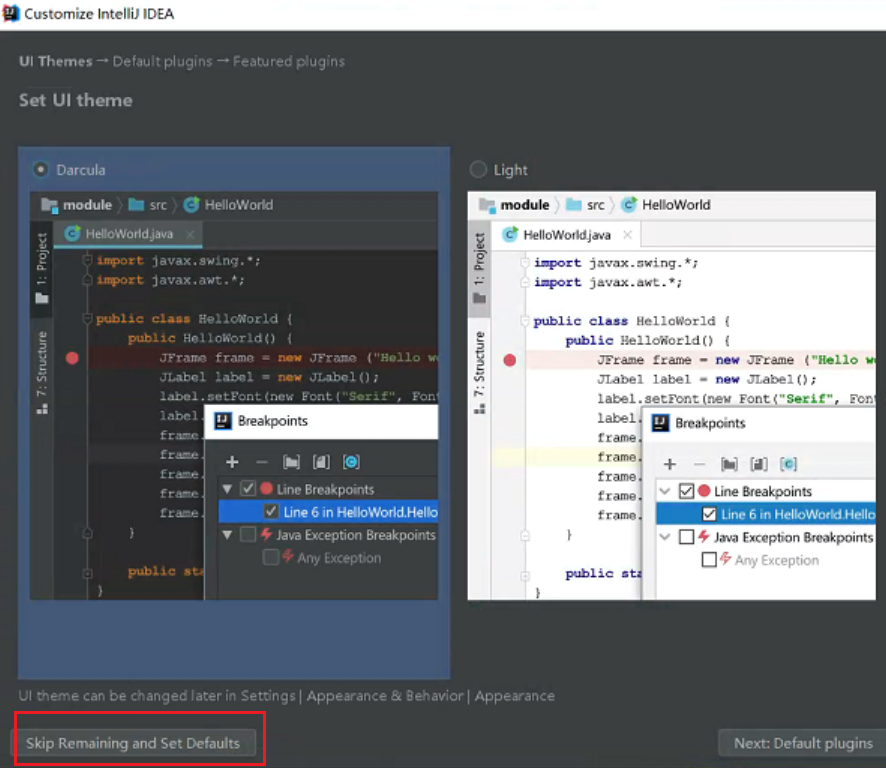 Customize IntelliJ IDEA
UI Themes → Default plugins → Featured plugins
Set UI theme
Darcula
module src HelloWorld
HelloWorld.java
1: Project
7: Structure
import javax.swing.*;
import javax.awt.*;
public class HelloWorld {
public HelloWorld() {
JFrame frame = new JFrame ("Hello w
JLabel label = new JLabel();
label.setFont(new Font("Serif", Font
label.
frame.
frame.
frame.
frame.
frame.
}
public sta
}
Breakpoints
Line Breakpoints
Line 6 in HelloWorld.Hello
Java Exception Breakpoints
Any Exception
Light
module src HelloWorld
HelloWorld.java
1: Project
7: Structure
import javax.swing.*;
import javax.awt.*;
public class HelloWorld {
public HelloWorld() {
JFrame frame = new JFrame ("Hello w
JLabel label = new JLabel();
label.setFont(new Font("Serif", Font
label.
frame.
frame.
frame.
frame.
frame.
}
public sta
}
Breakpoints
Line Breakpoints
Line 6 in HelloWorld.Hello
Java Exception Breakpoints
Any Exception
UI theme can be changed later in Settings | Appearance & Behavior | Appearance
Skip Remaining and Set Defaults
Next: Default plugins